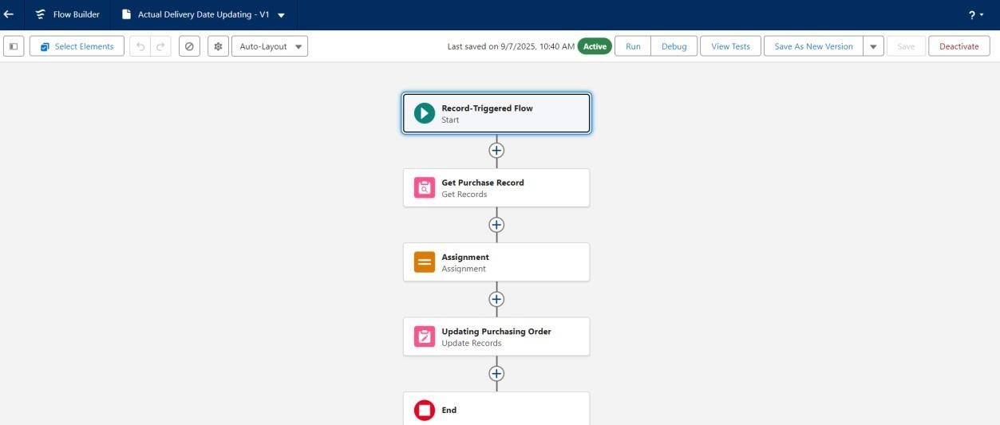 Flow Builder
Actual Delivery Date Updating - V1
?
Select Elements
Auto-Layout
Last saved on 9/7/2025, 10:40 AM
Active
Run
Debug
View Tests
Save As New Version
Save
Deactivate
Record-Triggered Flow
Start
Get Purchase Record
Get Records
Assignment
Assignment
Updating Purchasing Order
Update Records
End